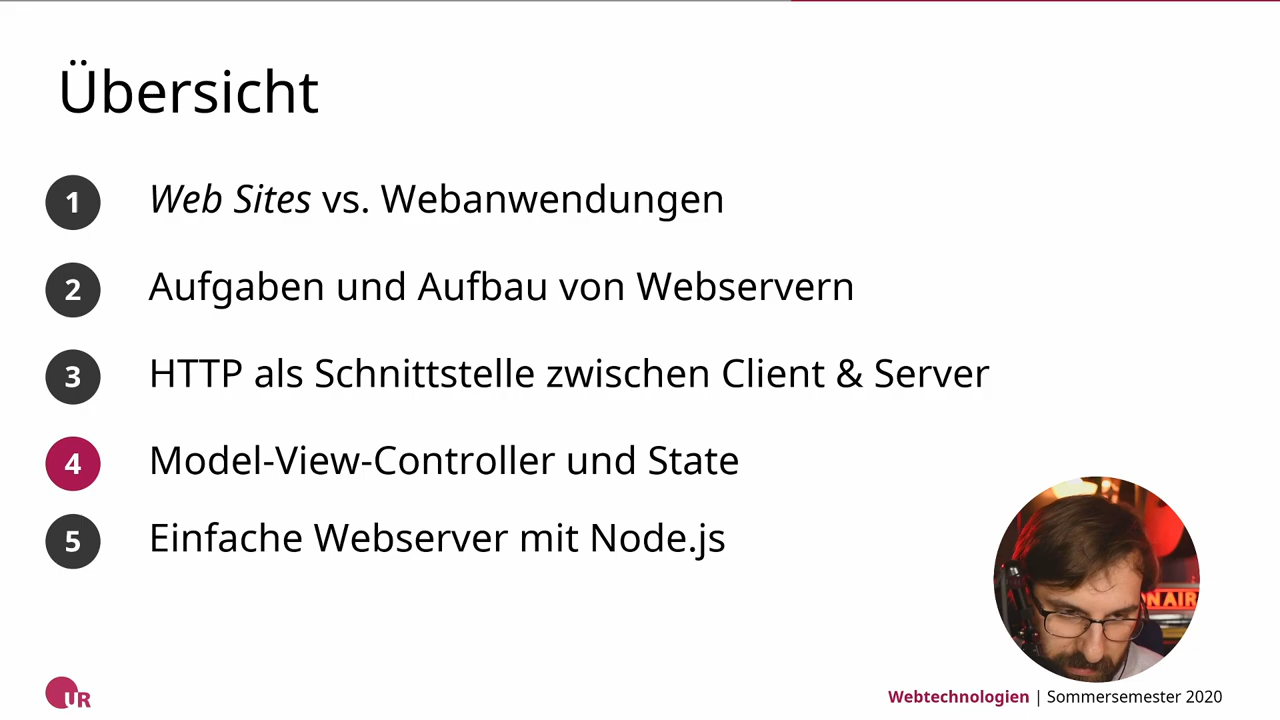 Übersicht
1 Web Sites vs. Webanwendungen
2 Aufgaben und Aufbau von Webservern
3 HTTP als Schnittstelle zwischen Client & Server
4 Model-View-Controller und State
5 Einfache Webserver mit Node.js
N AIR
UR
Webtechnologien | Sommersemester 2020